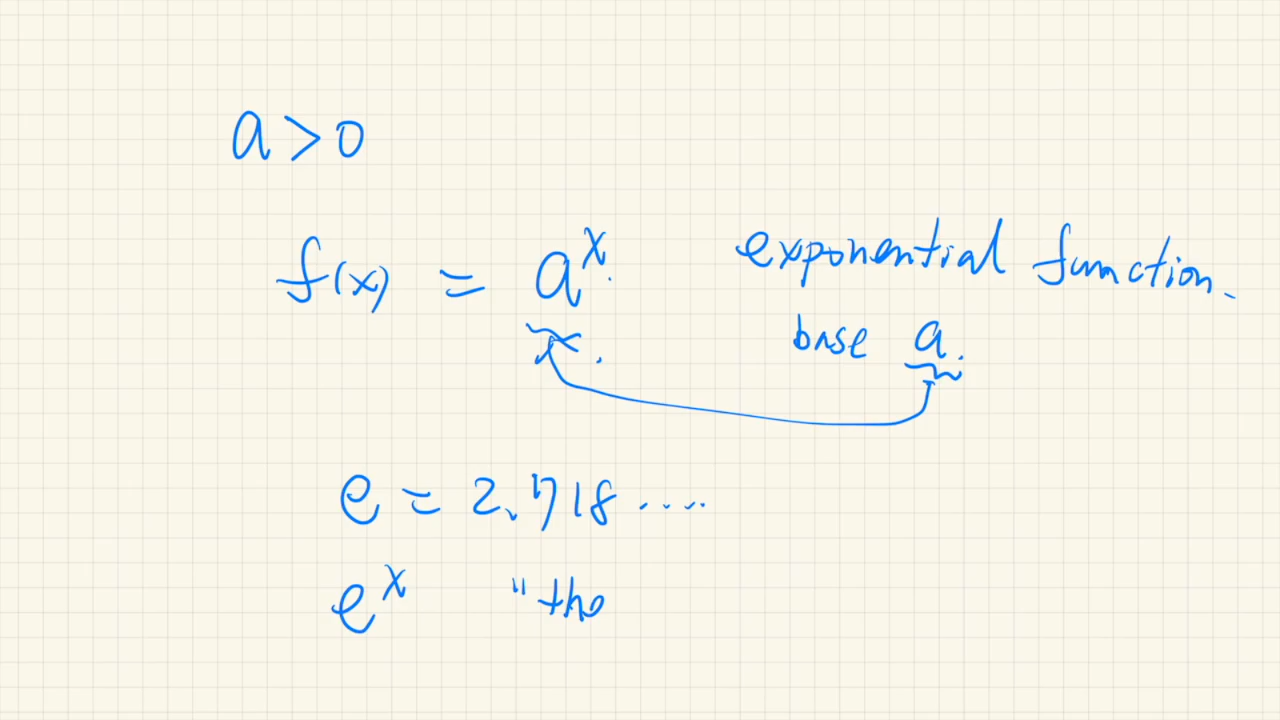 a > 0
f(x) = a^x. exponential function.
base a.
e = 2.718....
e^x "the